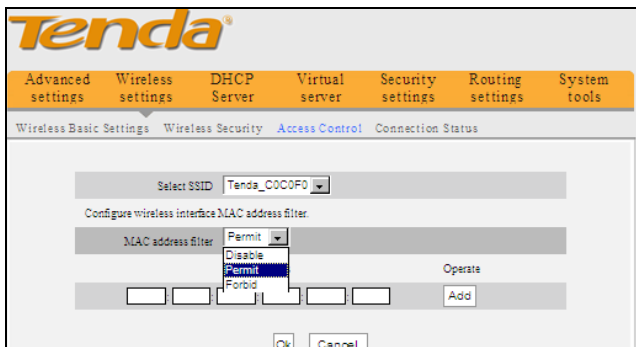 Tenda®
Advanced settings Wireless settings DHCP Server Virtual server Security settings Routing settings System tools
Wireless Basic Settings Wireless Security Access Control Connection Status
Select SSID Tenda_C0C0F0
Configure wireless interface MAC address filter.
MAC address filter Permit
Disable
Permit Operate
Forbid
: : : : : Add
Ok Cancel